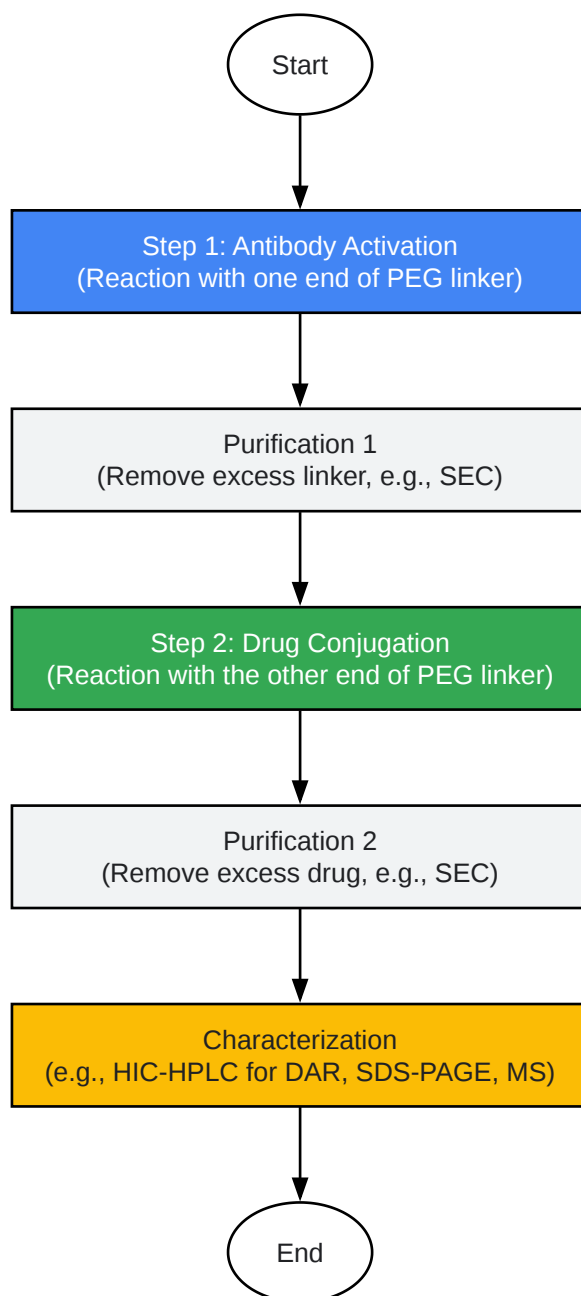 Start
Step 1: Antibody Activation
(Reaction with one end of PEG linker)
Purification 1
(Remove excess linker, e.g., SEC)
Step 2: Drug Conjugation
(Reaction with the other end of PEG linker)
Purification 2
(Remove excess drug, e.g., SEC)
Characterization
(e.g., HIC-HPLC for DAR, SDS-PAGE, MS)
End